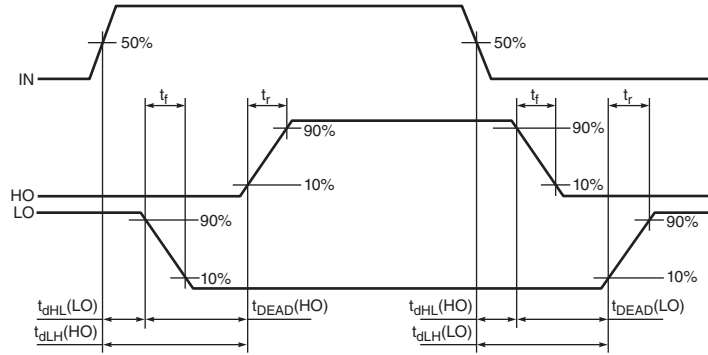 50%
50%
IN
t_f
t_r
t_f
t_r
90%
90%
10%
10%
HO
LO
90%
90%
10%
10%
t_dHL(LO)
t_DEAD(HO)
t_dHL(HO)
t_DEAD(LO)
t_dLH(HO)
t_dLH(LO)